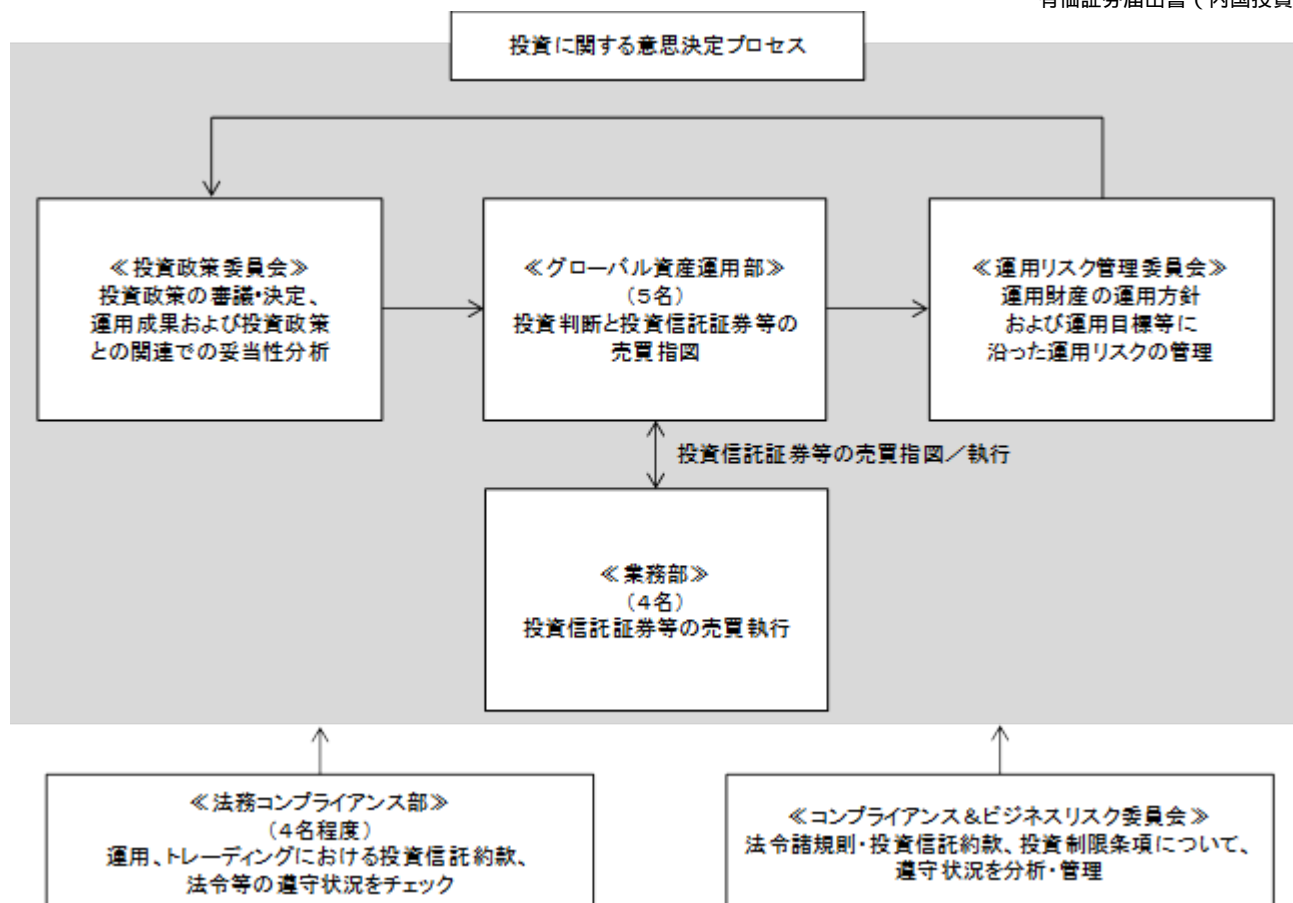 有価証券届出書（内国投資
投資に関する意思決定プロセス
≪投資政策委員会≫
投資政策の審議・決定、
運用成果および投資政策
との関連での妥当性分析
≪グローバル資産運用部≫
（５名）
投資判断と投資信託証券等の
売買指図
≪運用リスク管理委員会≫
運用財産の運用方針
および運用目標等に
沿った運用リスクの管理
投資信託証券等の売買指図／執行
≪業務部≫
（４名）
投資信託証券等の売買執行
≪法務コンプライアンス部≫
（４名程度）
運用、トレーディングにおける投資信託約款、
法令等の遵守状況をチェック
≪コンプライアンス＆ビジネスリスク委員会≫
法令諸規則・投資信託約款、投資制限条項について、
遵守状況を分析・管理